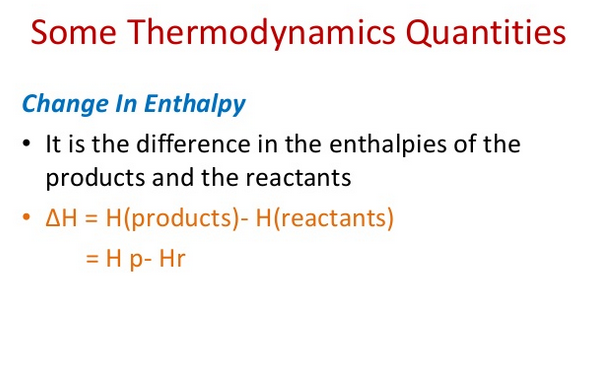 Some Thermodynamics Quantities
Change In Enthalpy
• It is the difference in the enthalpies of the
products and the reactants
• ΔH = H(products)- H(reactants)
= H p- Hr